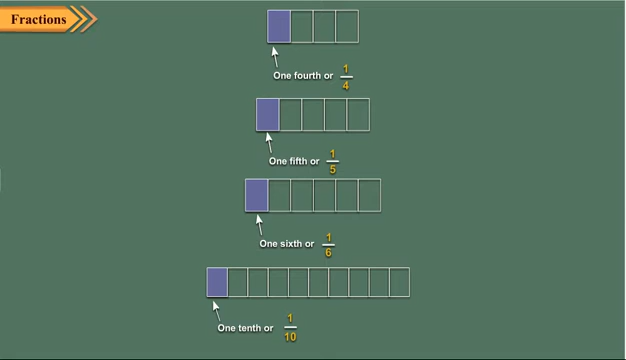 Fractions
One fourth or 1/4
One fifth or 1/5
One sixth or 1/6
One tenth or 1/10